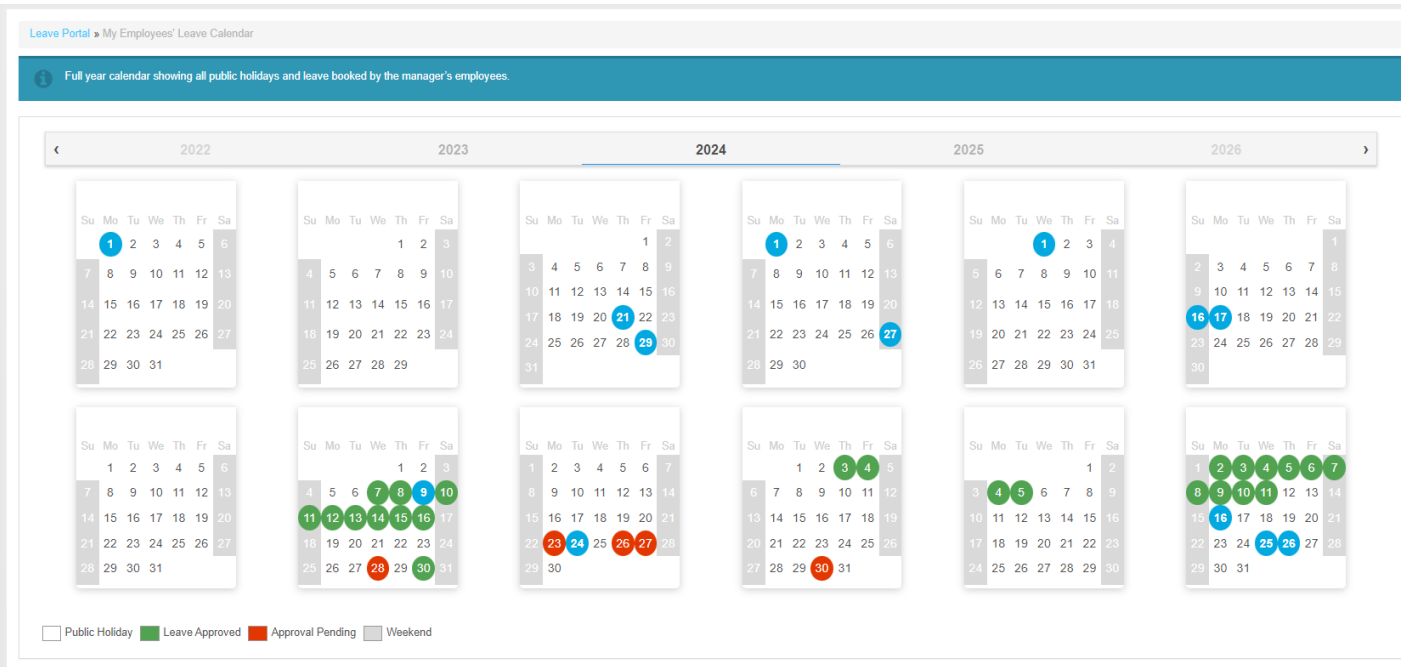 Leave Portal » My Employees' Leave Calendar
Full year calendar showing all public holidays and leave booked by the manager's employees.
‹ 2022 2023 2024 2025 2026 ›
Su Mo Tu We Th Fr Sa
1 2 3 4 5 6
7 8 9 10 11 12 13
14 15 16 17 18 19 20
21 22 23 24 25 26 27
28 29 30 31
Su Mo Tu We Th Fr Sa
1 2 3
4 5 6 7 8 9 10
11 12 13 14 15 16 17
18 19 20 21 22 23 24
25 26 27 28 29
Su Mo Tu We Th Fr Sa
1 2
3 4 5 6 7 8 9
10 11 12 13 14 15 16
17 18 19 20 21 22 23
24 25 26 27 28 29 30
31
Su Mo Tu We Th Fr Sa
1 2 3 4 5 6
7 8 9 10 11 12 13
14 15 16 17 18 19 20
21 22 23 24 25 26 27
28 29 30
Su Mo Tu We Th Fr Sa
1 2 3 4
5 6 7 8 9 10 11
12 13 14 15 16 17 18
19 20 21 22 23 24 25
26 27 28 29 30 31
Su Mo Tu We Th Fr Sa
1
2 3 4 5 6 7 8
9 10 11 12 13 14 15
16 17 18 19 20 21 22
23 24 25 26 27 28 29
30
Su Mo Tu We Th Fr Sa
1 2 3 4 5 6
7 8 9 10 11 12 13
14 15 16 17 18 19 20
21 22 23 24 25 26 27
28 29 30 31
Su Mo Tu We Th Fr Sa
1 2 3
4 5 6 7 8 9 10
11 12 13 14 15 16 17
18 19 20 21 22 23 24
25 26 27 28 29 30 31
Su Mo Tu We Th Fr Sa
1 2 3 4 5 6 7
8 9 10 11 12 13 14
15 16 17 18 19 20 21
22 23 24 25 26 27 28
29 30
Su Mo Tu We Th Fr Sa
1 2 3 4 5
6 7 8 9 10 11 12
13 14 15 16 17 18 19
20 21 22 23 24 25 26
27 28 29 30 31
Su Mo Tu We Th Fr Sa
1 2
3 4 5 6 7 8 9
10 11 12 13 14 15 16
17 18 19 20 21 22 23
24 25 26 27 28 29 30
Su Mo Tu We Th Fr Sa
1 2 3 4 5 6 7
8 9 10 11 12 13 14
15 16 17 18 19 20 21
22 23 24 25 26 27 28
29 30 31
Public Holiday Leave Approved Approval Pending Weekend